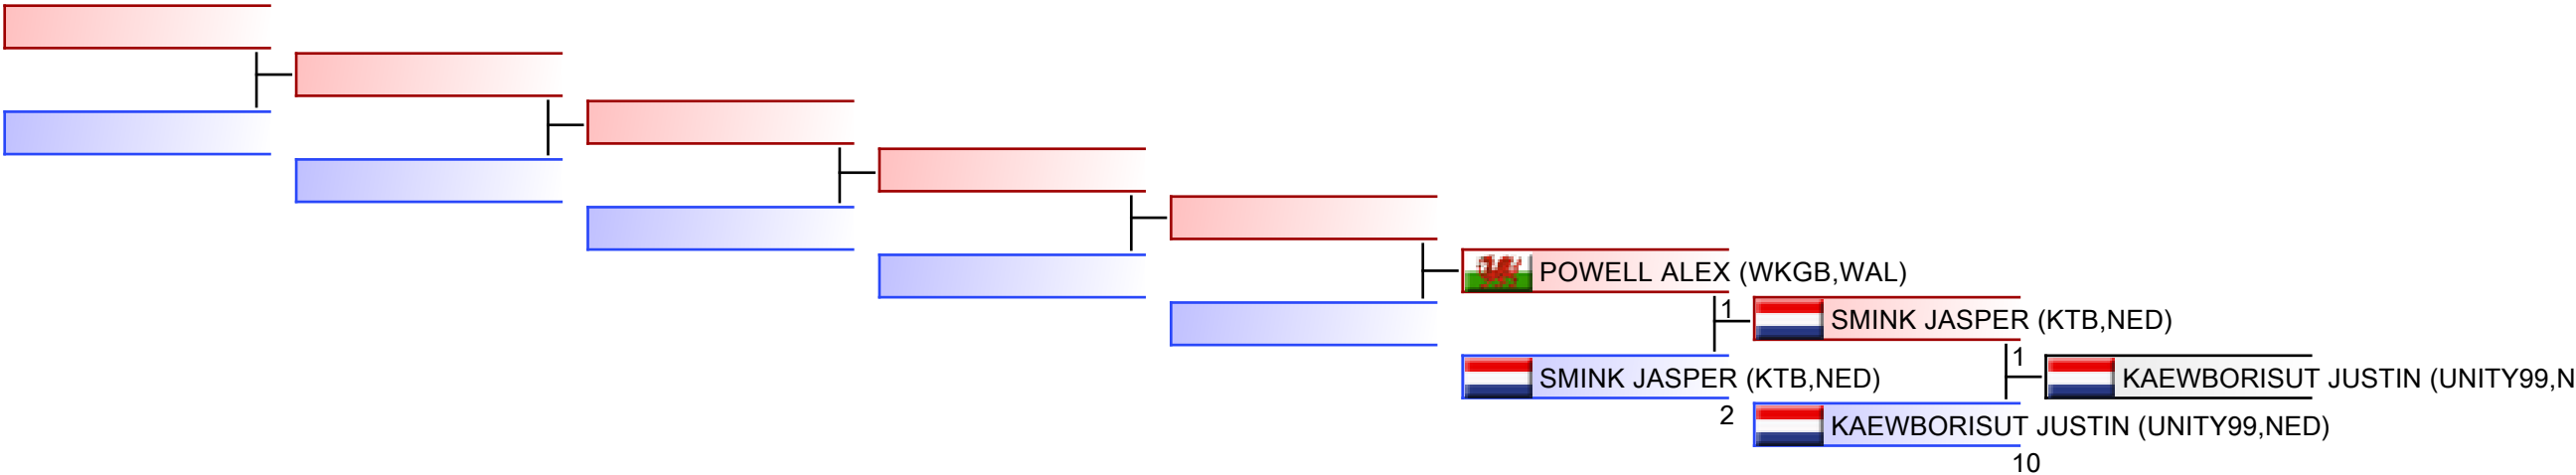 POWELL ALEX (WKGB,WAL)
1
SMINK JASPER (KTB,NED)
SMINK JASPER (KTB,NED)
2
1
KAEWBORISUT JUSTIN (UNITY99,N
KAEWBORISUT JUSTIN (UNITY99,NED)
10